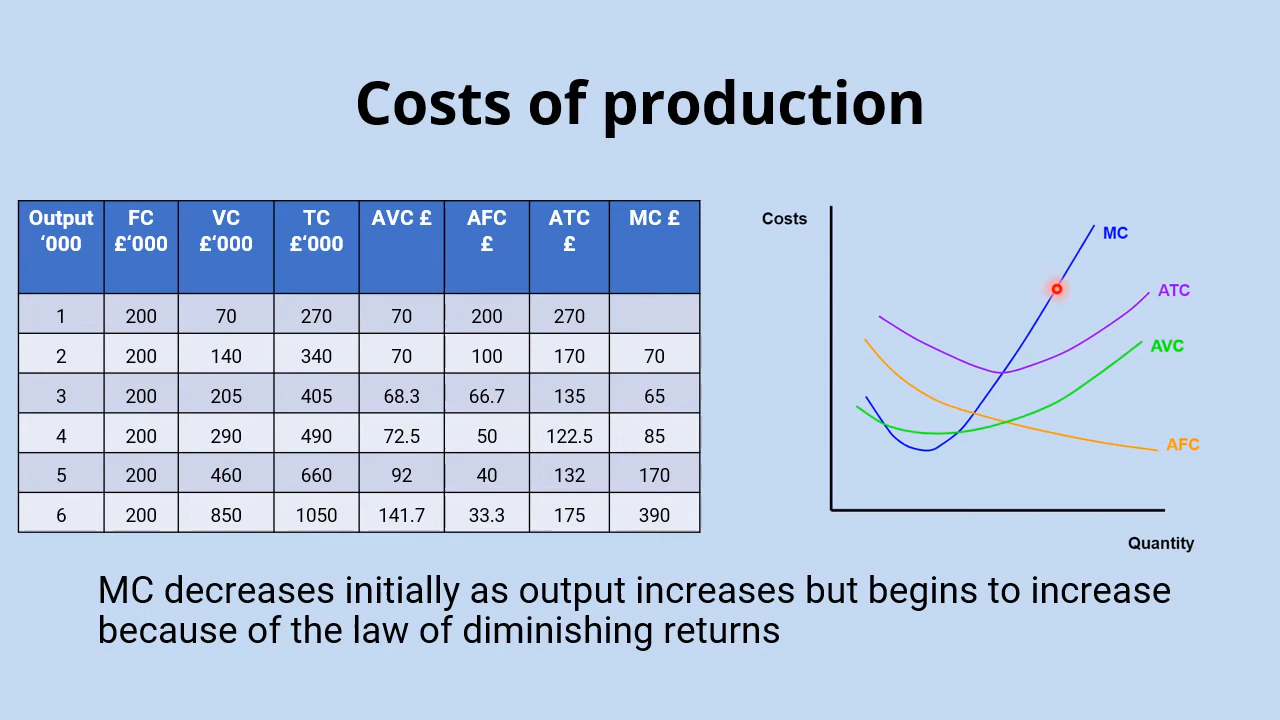 Costs of production
Output FC VC TC AVC £ AFC ATC MC £
‘000 £‘000 £‘000 £‘000 £ £
1 200 70 270 70 200 270
2 200 140 340 70 100 170 70
3 200 205 405 68.3 66.7 135 65
4 200 290 490 72.5 50 122.5 85
5 200 460 660 92 40 132 170
6 200 850 1050 141.7 33.3 175 390
Costs
MC
ATC
AVC
AFC
Quantity
MC decreases initially as output increases but begins to increase
because of the law of diminishing returns